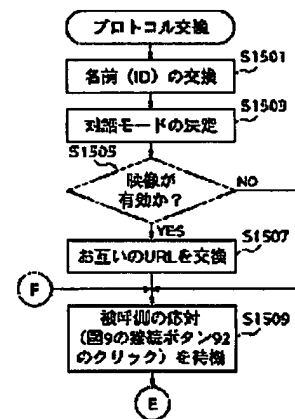 プロトコル交換
S1501
名前（ID）の交換
S1503
対話モードの決定
S1505
映像が
有効か？
NO
YES
S1507
お互いのURLを交換
F
S1509
被呼側の応対
（図9の接続ボタン92
のクリック）を待機
E